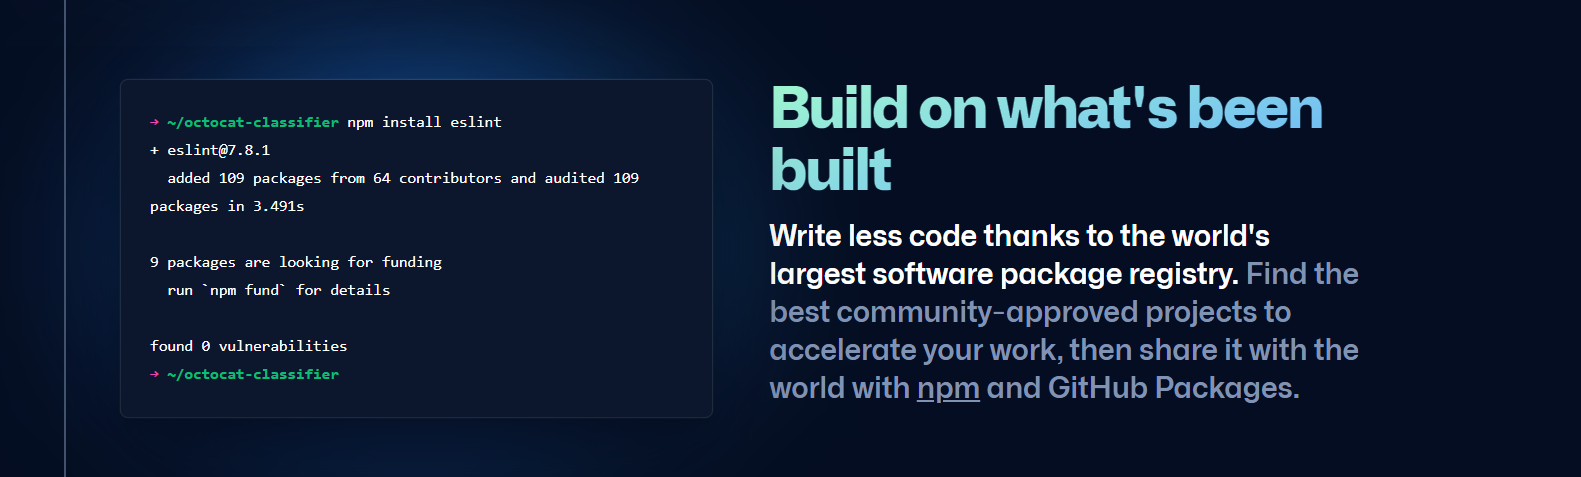 → ~/octocat-classifier npm install eslint
+ eslint@7.8.1
added 109 packages from 64 contributors and audited 109
packages in 3.491s
9 packages are looking for funding
run `npm fund` for details
found 0 vulnerabilities
→ ~/octocat-classifier
Build on what's been
built
Write less code thanks to the world's
largest software package registry. Find the
best community-approved projects to
accelerate your work, then share it with the
world with npm and GitHub Packages.